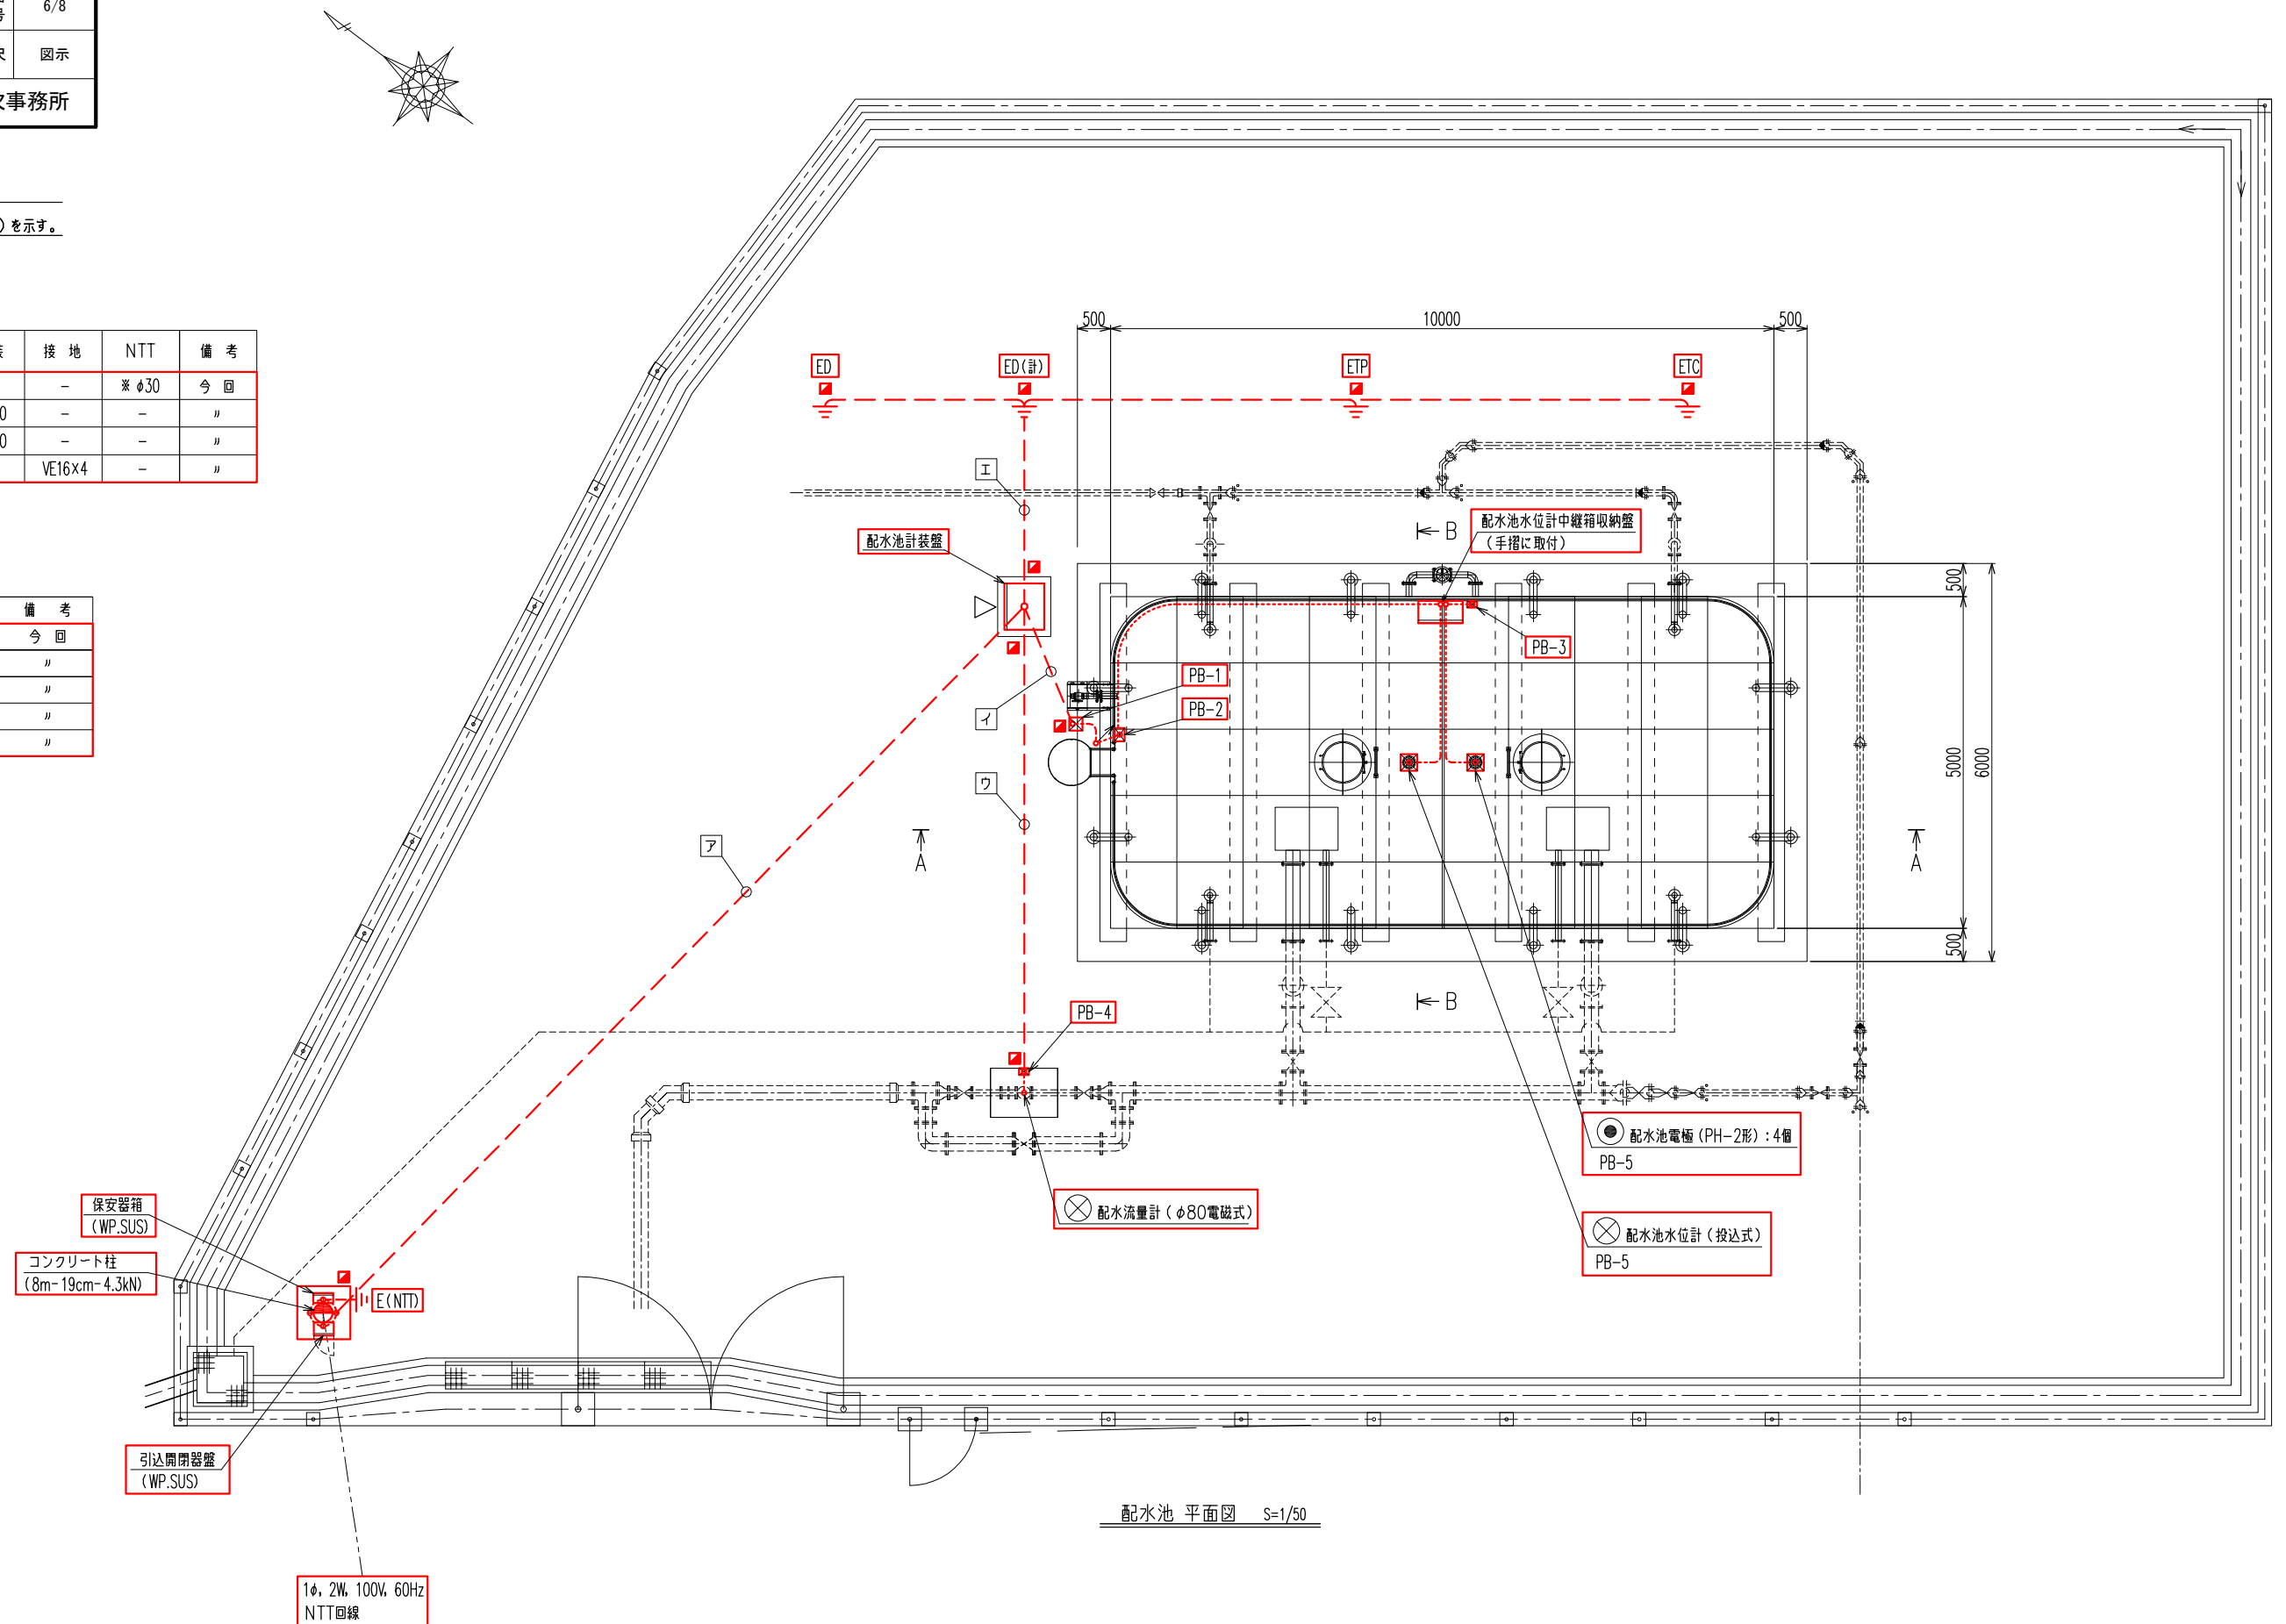 6/8
図示
事務所
を示す。
接 地 NTT 備 考
－ ※ φ30 今 回
－ － 〃
－ － 〃
VE16×4 － 〃
備 考
今 回
〃
〃
〃
〃
500 10000 500
ED ED(計) ETP ETC
エ
配水池計装盤
B
配水池水位計中継箱収納盤
(手摺に取付)
500
PB-3
PB-1
イ
PB-2
ウ
5000 6000
ア
A
A
500
B
PB-4
配水池電極(PH-2形):4個
PB-5
配水流量計(φ80電磁式)
配水池水位計(投込式)
PB-5
保安器箱
(WP.SUS)
コンクリート柱
(8m-19cm-4.3kN)
E(NTT)
引込開閉器盤
(WP.SUS)
配水池 平面図 S=1/50
1φ, 2W, 100V, 60Hz
NTT回線